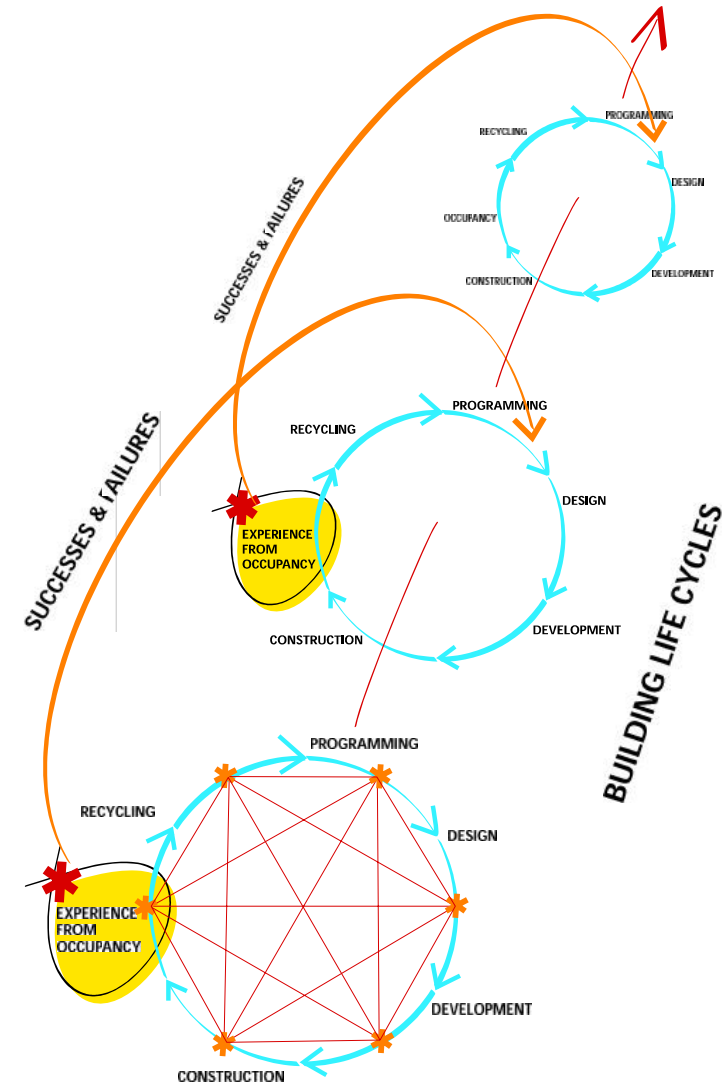 PROGRAMMING
RECYCLING
DESIGN
OCCUPANCY
DEVELOPMENT
CONSTRUCTION
SUCCESSES & FAILURES
PROGRAMMING
RECYCLING
DESIGN
EXPERIENCE
FROM
OCCUPANCY
DEVELOPMENT
CONSTRUCTION
SUCCESSES & FAILURES
BUILDING LIFE CYCLES
PROGRAMMING
RECYCLING
DESIGN
EXPERIENCE
FROM
OCCUPANCY
DEVELOPMENT
CONSTRUCTION